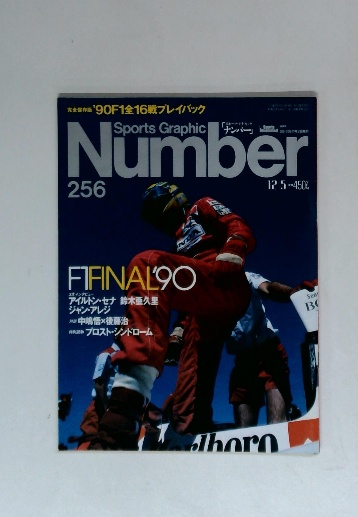 完全保存版 '90F1全16戦プレイバック
Sports Graphic
「ナンバー」
Number
256
12 5 450
F1 FINAL '90
アイルトン・セナ 鈴木亜久里
ジャン・アレジ
中嶋悟×後藤治
プロスト・シンドローム
Marlboro